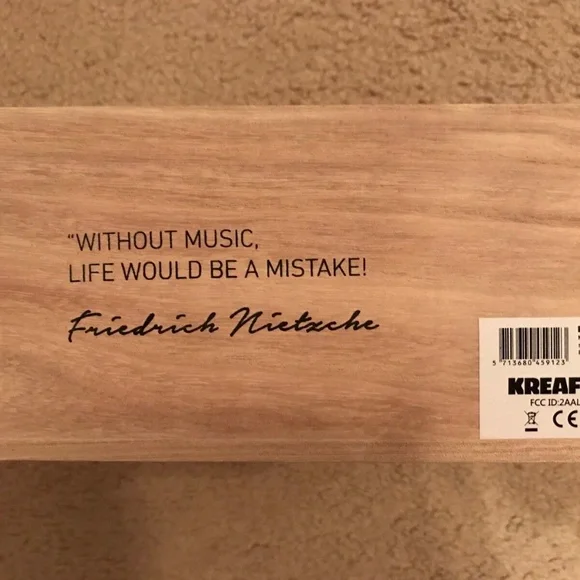 "WITHOUT MUSIC,
LIFE WOULD BE A MISTAKE!
Friedrich Nietzche
5 713680 459123
KREAF
FCC ID:2AAL
CE